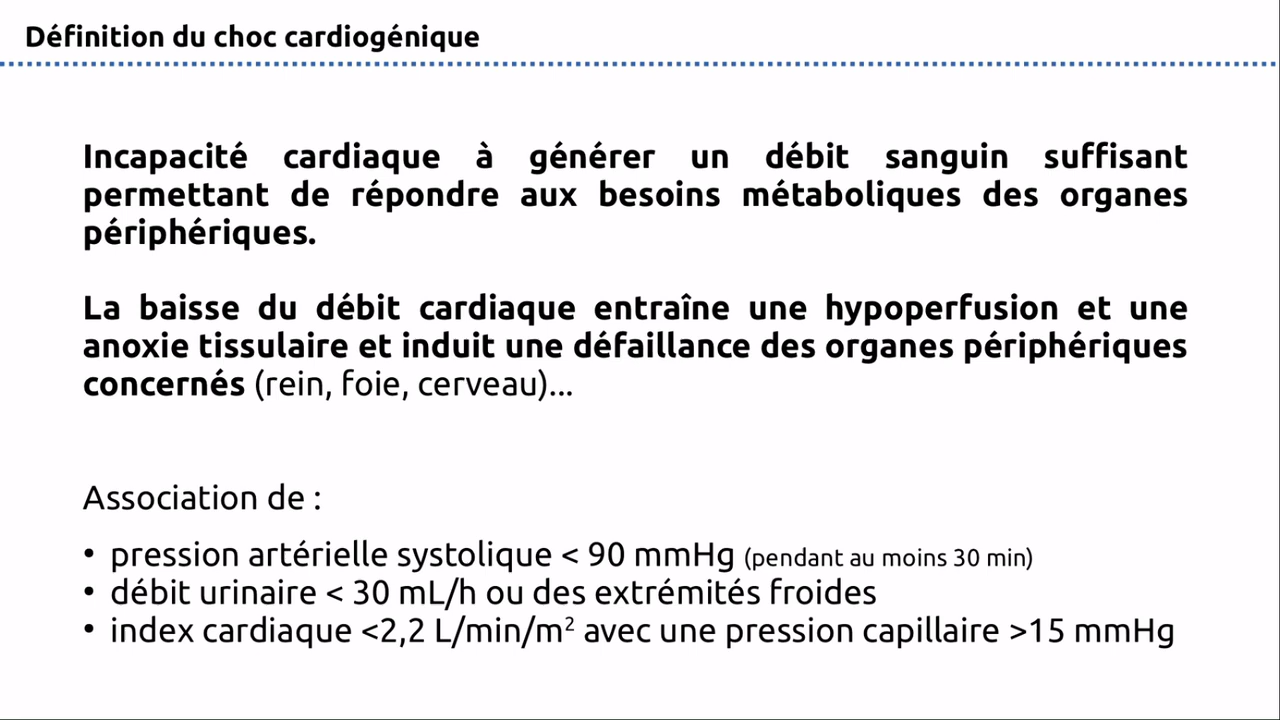 Définition du choc cardiogénique
Incapacité cardiaque à générer un débit sanguin suffisant
permettant de répondre aux besoins métaboliques des organes
périphériques.
La baisse du débit cardiaque entraîne une hypoperfusion et une
anoxie tissulaire et induit une défaillance des organes périphériques
concernés (rein, foie, cerveau)...
Association de :
• pression artérielle systolique < 90 mmHg (pendant au moins 30 min)
• débit urinaire < 30 mL/h ou des extrémités froides
• index cardiaque <2,2 L/min/m² avec une pression capillaire >15 mmHg